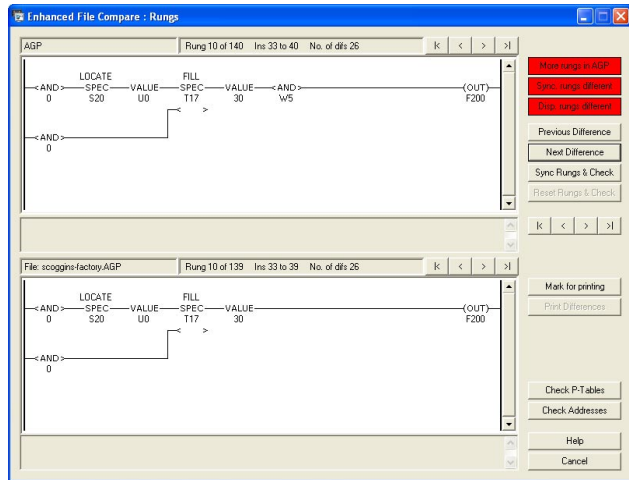 Enhanced File Compare : Rungs
AGP
Rung 10 of 140 Ins 33 to 40 No. of difs 26
|< < > >|
LOCATE FILL
<AND> SPEC VALUE SPEC VALUE <AND> (OUT)
0 S20 U0 T17 30 W5 F200
< >
<AND>
0
More rungs in AGP
Sync. rungs different
Disp. rungs different
Previous Difference
Next Difference
Sync Rungs & Check
Reset Rungs & Check
|< < > >|
File: scoggins-factory.AGP
Rung 10 of 139 Ins 33 to 39 No. of difs 26
|< < > >|
LOCATE FILL
<AND> SPEC VALUE SPEC VALUE (OUT)
0 S20 U0 T17 30 F200
< >
<AND>
0
Mark for printing
Print Differences
Check P-Tables
Check Addresses
Help
Cancel